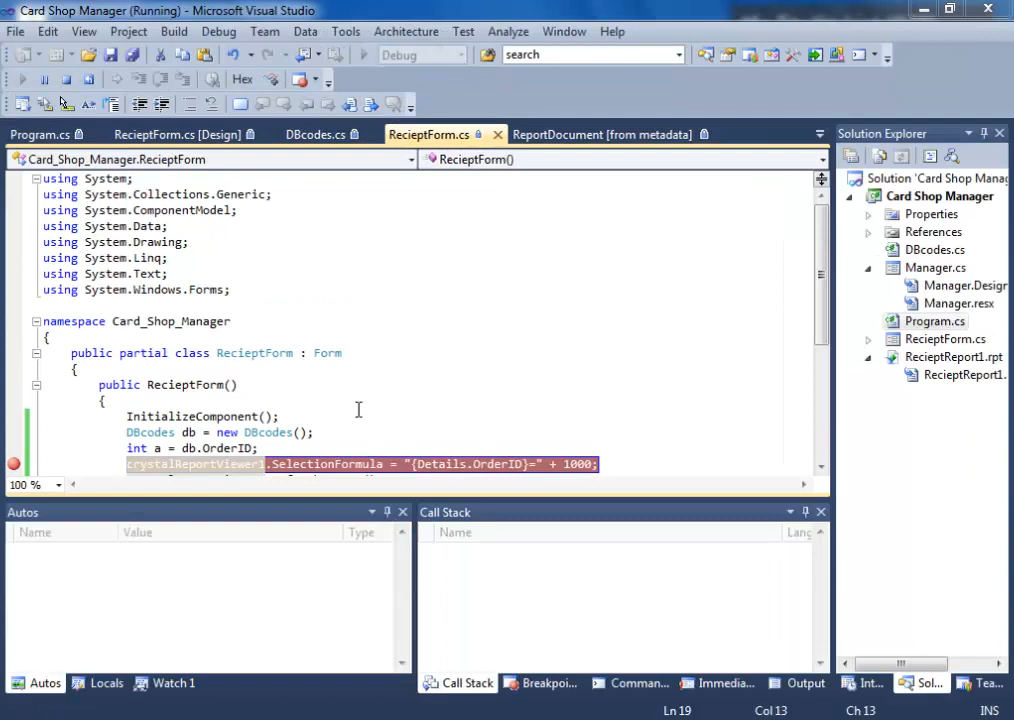 Card Shop Manager (Running) - Microsoft Visual Studio
File Edit View Project Build Debug Team Data Tools Architecture Test Analyze Window Help
Debug search
Hex
Program.cs RecieptForm.cs [Design] DBcodes.cs RecieptForm.cs ReportDocument [from metadata]
Card_Shop_Manager.RecieptForm RecieptForm()
using System;
using System.Collections.Generic;
using System.ComponentModel;
using System.Data;
using System.Drawing;
using System.Linq;
using System.Text;
using System.Windows.Forms;
namespace Card_Shop_Manager
{
public partial class RecieptForm : Form
{
public RecieptForm()
{
InitializeComponent();
DBcodes db = new DBcodes();
int a = db.OrderID;
crystalReportViewer1.SelectionFormula = "{Details.OrderID}=" + 1000;
100 %
Solution Explorer
Solution 'Card Shop Mana
Card Shop Manager
Properties
References
DBcodes.cs
Manager.cs
Manager.Design
Manager.resx
Program.cs
RecieptForm.cs
RecieptReport1.rpt
RecieptReport1.
Autos
Name Value Type
Call Stack
Name Lang
Autos Locals Watch 1
Call Stack Breakpoi... Comman... Immedia... Output
Int... Sol... Tea...
Ln 19 Col 13 Ch 13 INS